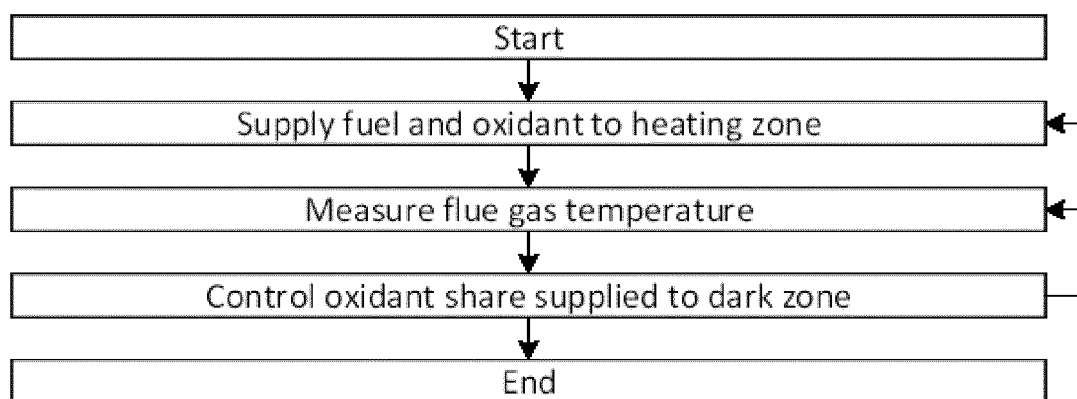 Start
Supply fuel and oxidant to heating zone
Measure flue gas temperature
Control oxidant share supplied to dark zone
End